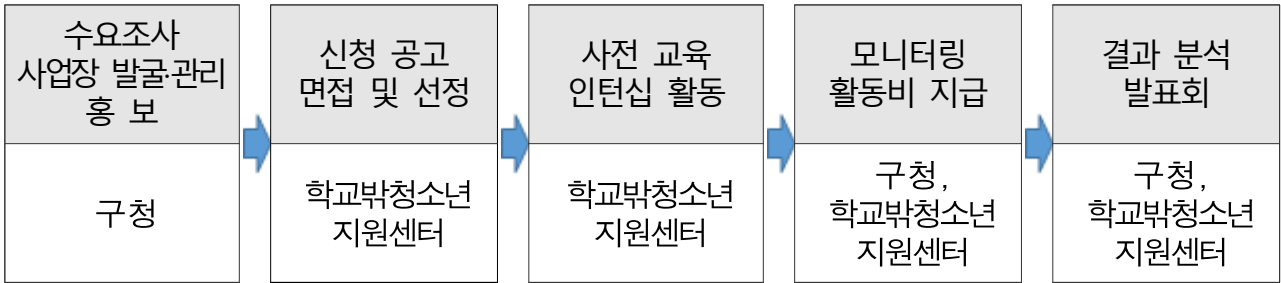 수요조사
사업장 발굴·관리
홍 보
구청
신청 공고
면접 및 선정
학교밖청소년
지원센터
사전 교육
인턴십 활동
학교밖청소년
지원센터
모니터링
활동비 지급
구청,
학교밖청소년
지원센터
결과 분석
발표회
구청,
학교밖청소년
지원센터